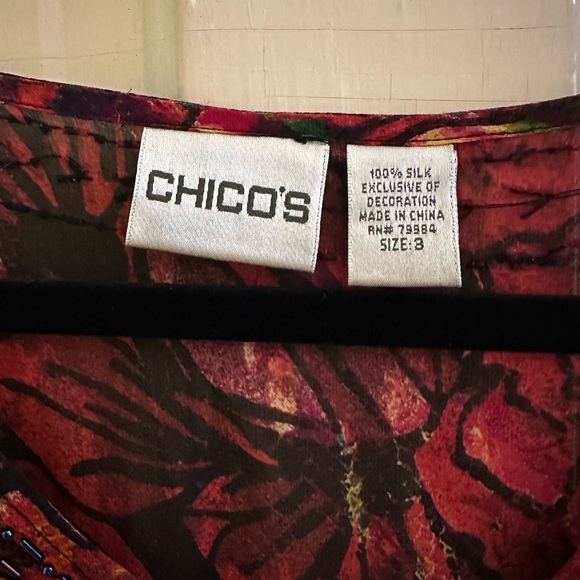 CHICO'S
100% SILK
EXCLUSIVE OF
DECORATION
MADE IN CHINA
RN# 79984
SIZE: 3